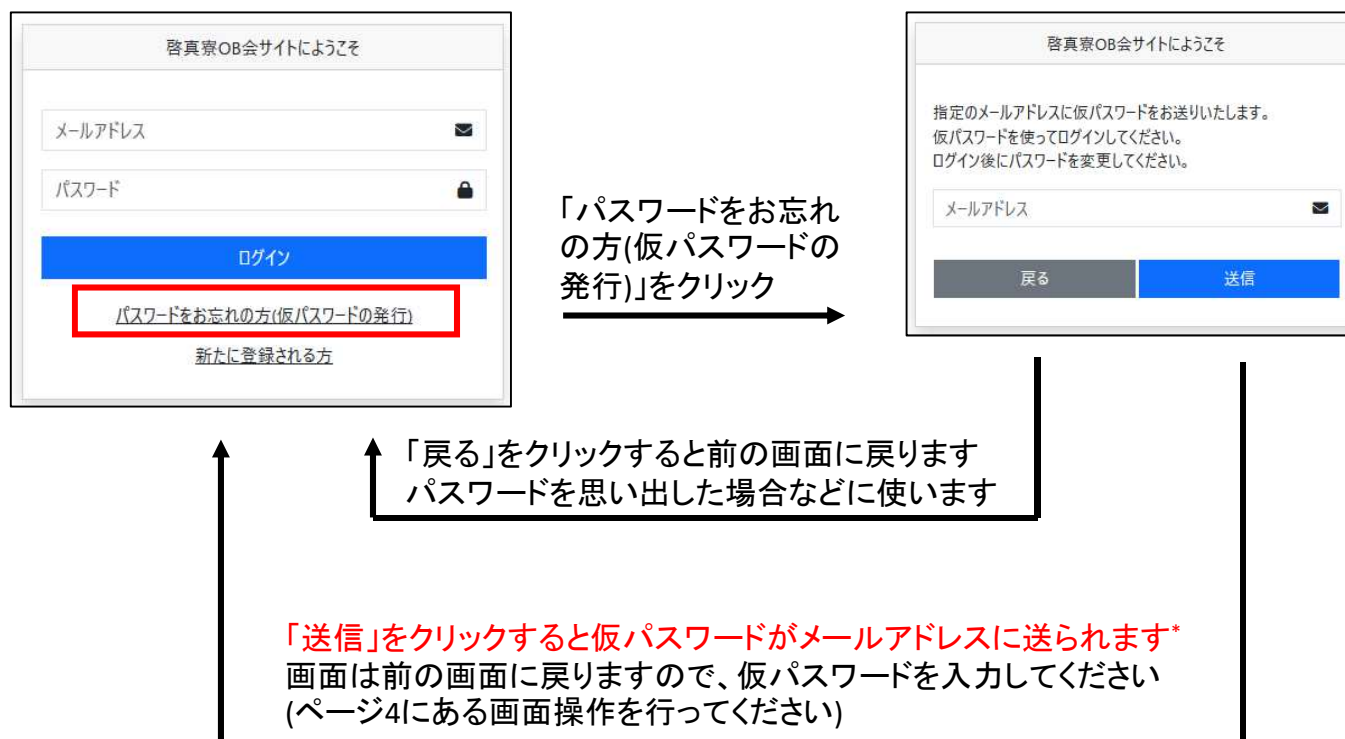 啓真寮OB会サイトにようこそ
メールアドレス
パスワード
ログイン
パスワードをお忘れの方(仮パスワードの発行)
新たに登録される方
「パスワードをお忘れ
の方(仮パスワードの
発行)」をクリック
啓真寮OB会サイトにようこそ
指定のメールアドレスに仮パスワードをお送りいたします。
仮パスワードを使ってログインしてください。
ログイン後にパスワードを変更してください。
メールアドレス
戻る
送信
「戻る」をクリックすると前の画面に戻ります
パスワードを思い出した場合などに使います
「送信」をクリックすると仮パスワードがメールアドレスに送られます*
画面は前の画面に戻りますので、仮パスワードを入力してください
(ページ4にある画面操作を行ってください)